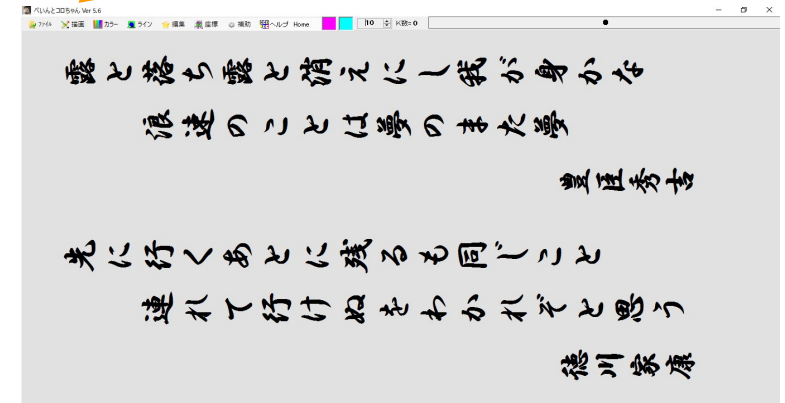 ぺいんとコロちゃん Ver 5.6
ファイル 描画 カラー ライン 編集 座標 補助 ヘルプ Home 10 K数= 0
露と落ち露と消えにし我が身かな
浪速のことは夢のまた夢
豊臣秀吉
先に行くあとに残るも同じこと
連れて行けぬをわかれぞと思う
徳川家康